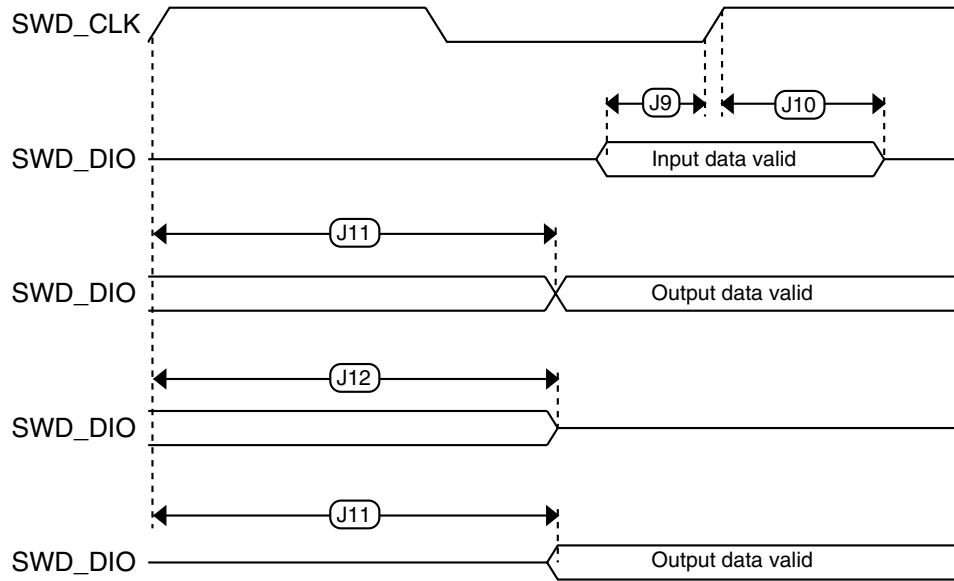 SWD_CLK
J9
J10
SWD_DIO
Input data valid
J11
SWD_DIO
Output data valid
J12
SWD_DIO
J11
SWD_DIO
Output data valid